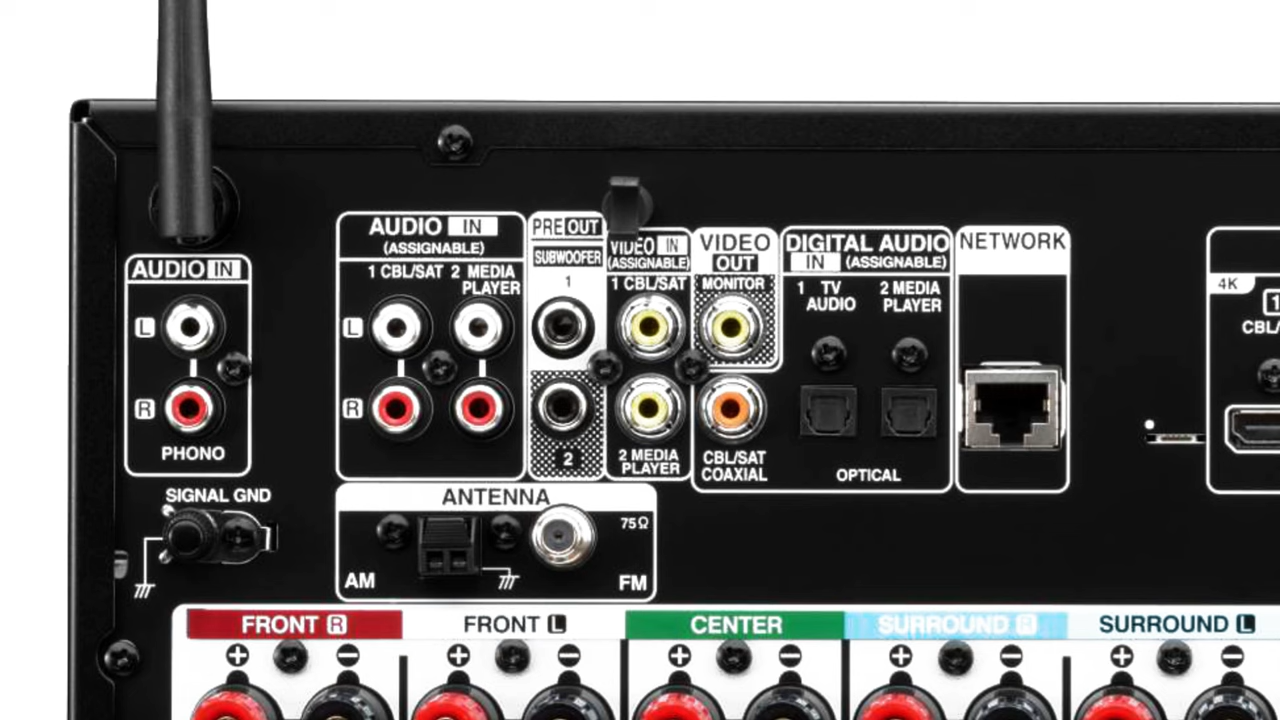 AUDIO IN
L
R
PHONO
SIGNAL GND
AUDIO IN
(ASSIGNABLE)
1 CBL/SAT 2 MEDIA PLAYER
L
R
PRE OUT
SUBWOOFER
1
2
VIDEO IN
(ASSIGNABLE)
1 CBL/SAT
2 MEDIA
PLAYER
VIDEO
OUT
MONITOR
CBL/SAT
COAXIAL
DIGITAL AUDIO
IN (ASSIGNABLE)
1 TV
AUDIO
2 MEDIA
PLAYER
OPTICAL
NETWORK
4K
1
CBL/
ANTENNA
75Ω
AM
FM
FRONT R
FRONT L
CENTER
SURROUND R
SURROUND L
+ − + − + − + − + −